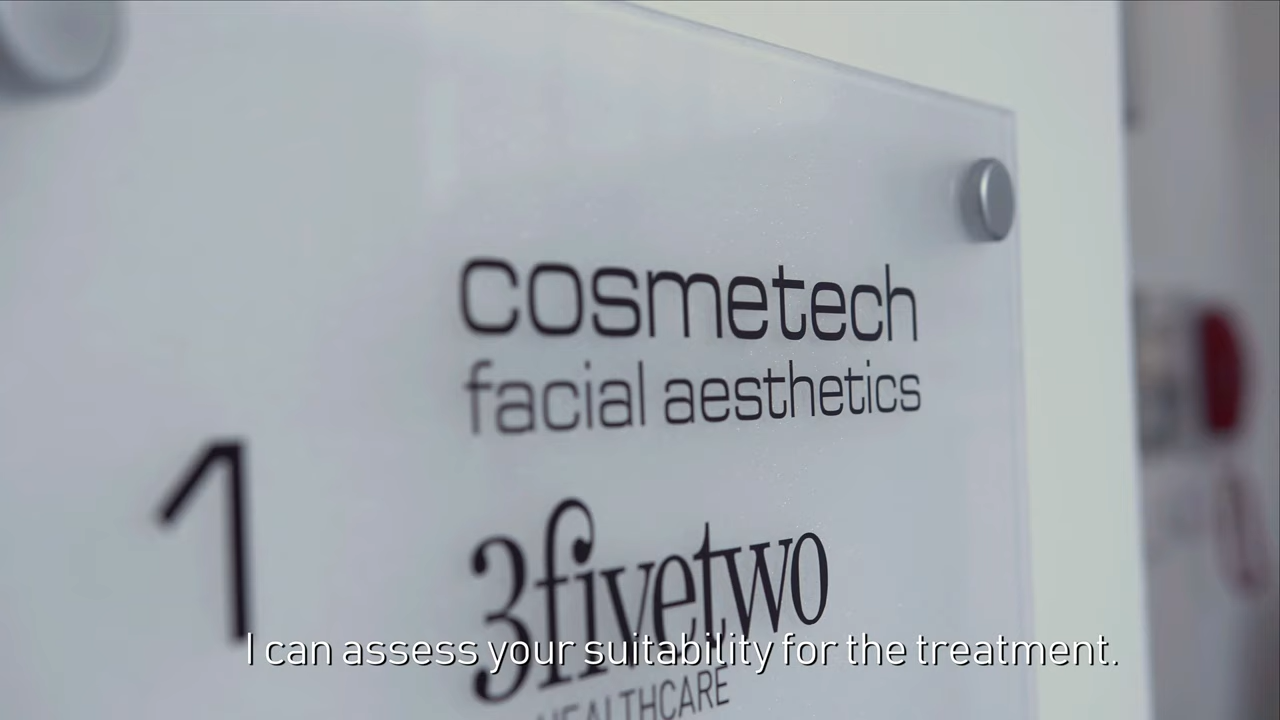 cosmetech
facial aesthetics
1
3fivetwo
HEALTHCARE
I can assess your suitability for the treatment.